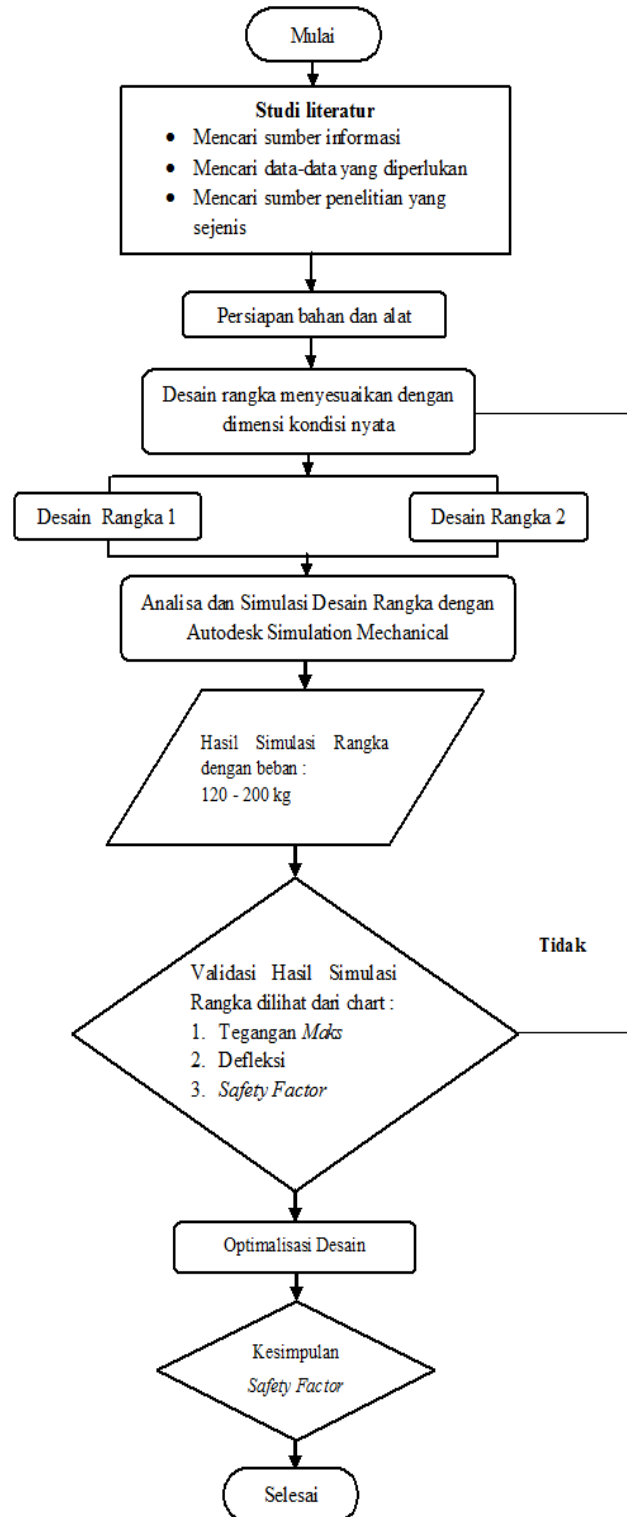 Mulai
Studi literatur
• Mencari sumber informasi
• Mencari data-data yang diperlukan
• Mencari sumber penelitian yang
sejenis
Persiapan bahan dan alat
Desain rangka menyesuaikan dengan
dimensi kondisi nyata
Desain Rangka 1
Desain Rangka 2
Analisa dan Simulasi Desain Rangka dengan
Autodesk Simulation Mechanical
Hasil Simulasi Rangka
dengan beban :
120 - 200 kg
Tidak
Validasi Hasil Simulasi
Rangka dilihat dari chart :
1. Tegangan Maks
2. Defleksi
3. Safety Factor
Optimalisasi Desain
Kesimpulan
Safety Factor
Selesai